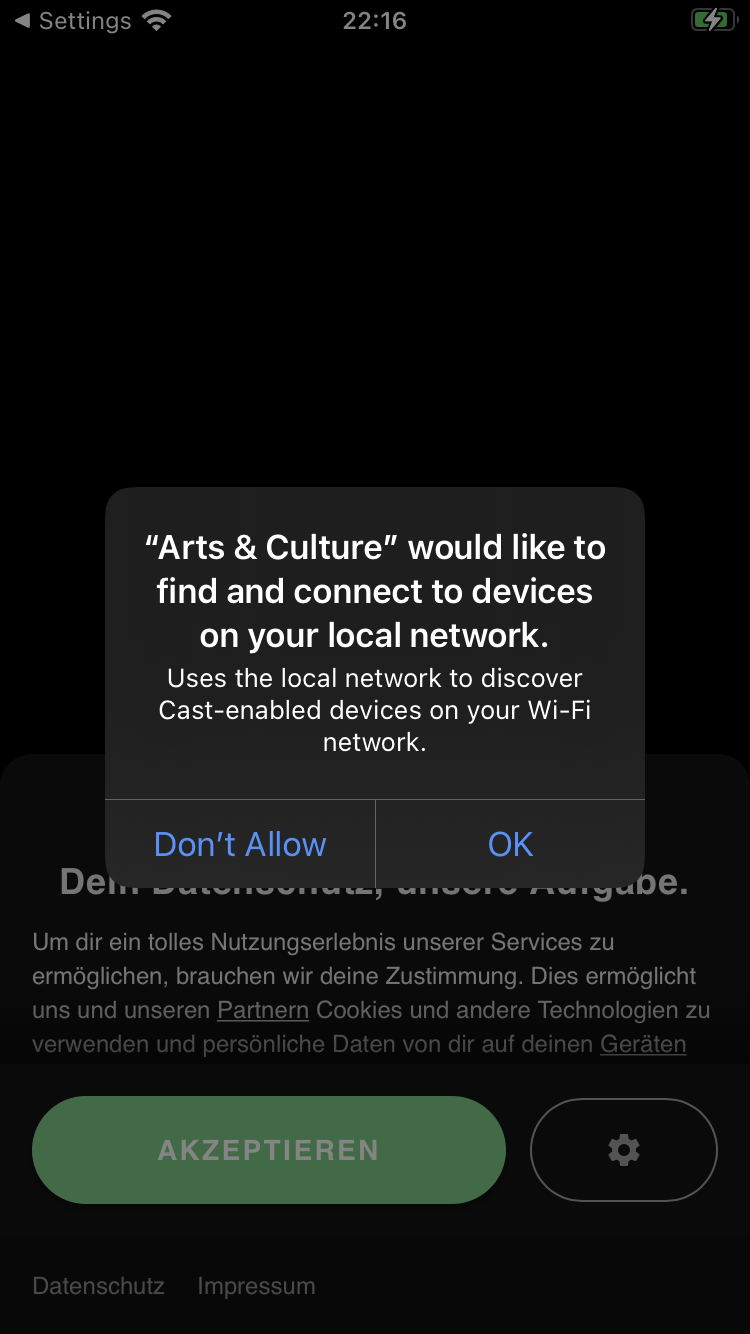 Settings
22:16
“Arts & Culture” would like to
find and connect to devices
on your local network.
Uses the local network to discover
Cast-enabled devices on your Wi-Fi
network.
Don’t Allow
OK
Dein Datenschutz, unsere Aufgabe.
Um dir ein tolles Nutzungserlebnis unserer Services zu
ermöglichen, brauchen wir deine Zustimmung. Dies ermöglicht
uns und unseren Partnern Cookies und andere Technologien zu
verwenden und persönliche Daten von dir auf deinen Geräten
AKZEPTIEREN
Datenschutz
Impressum